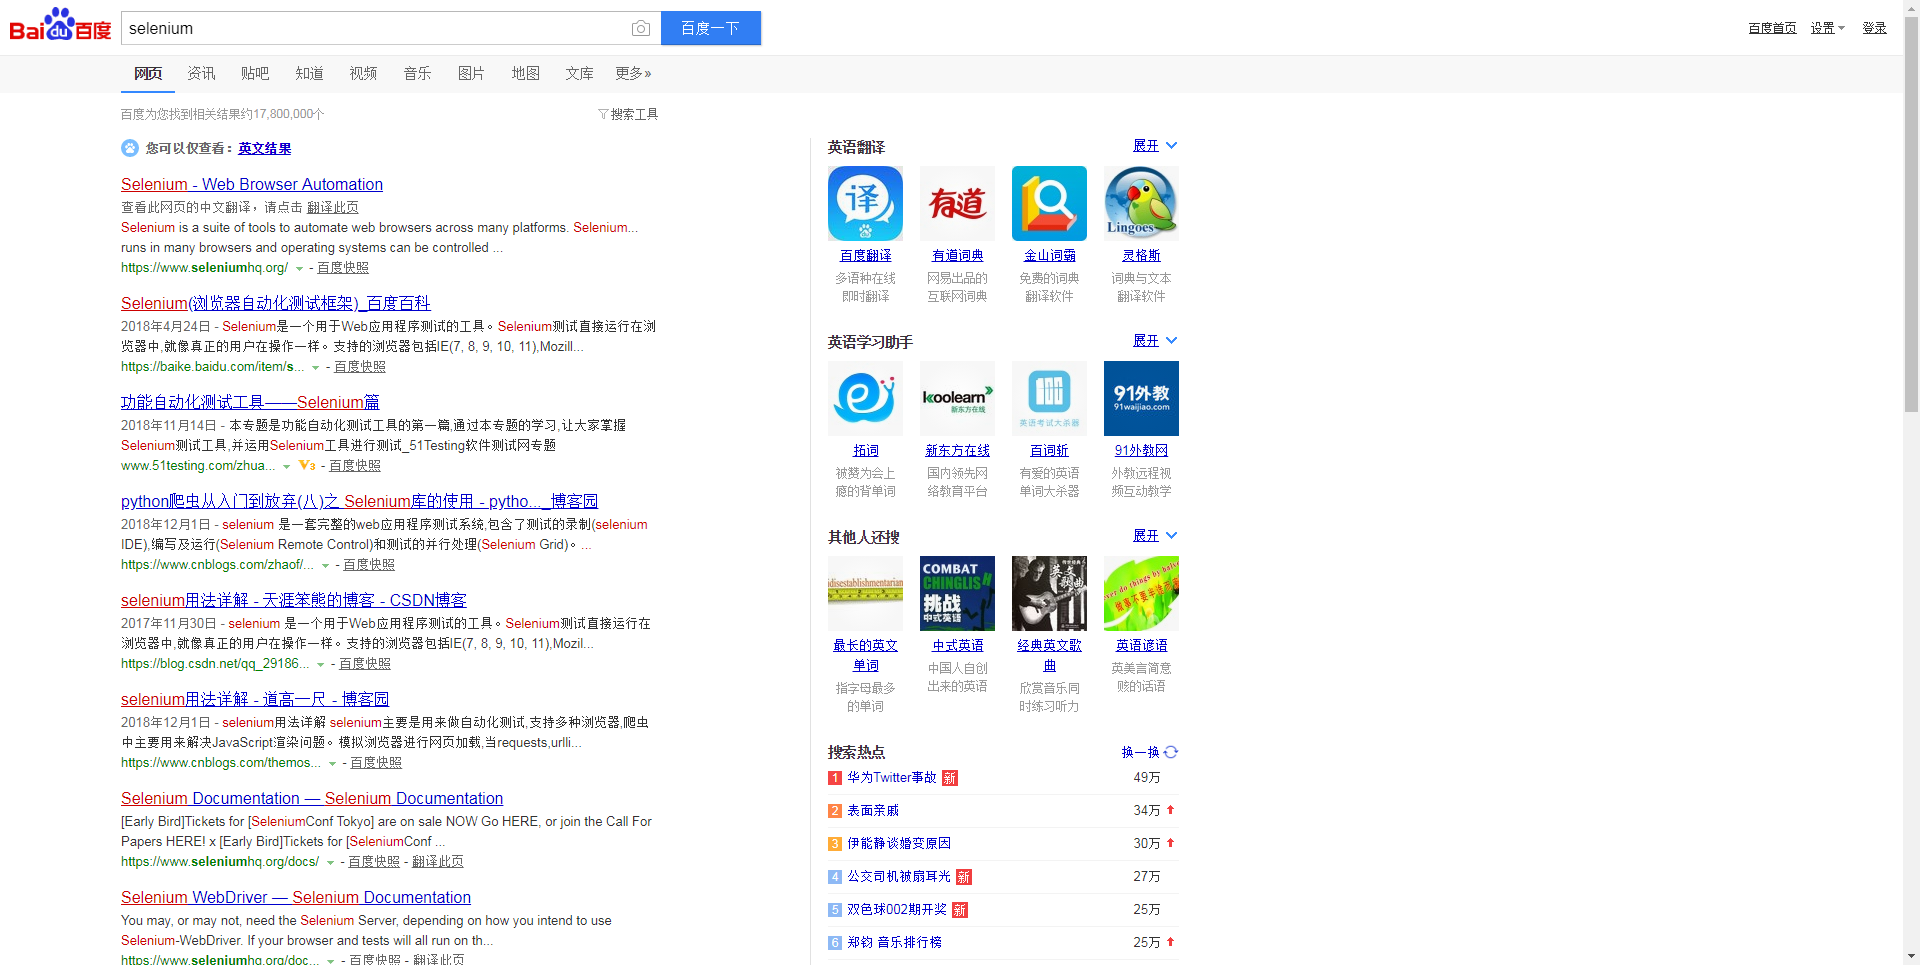 Baidu百度
selenium
百度一下
百度首页 设置 登录
网页 资讯 贴吧 知道 视频 音乐 图片 地图 文库 更多»
百度为您找到相关结果约17,800,000个
搜索工具
您可以仅查看：英文结果
Selenium - Web Browser Automation
查看此网页的中文翻译，请点击 翻译此页
Selenium is a suite of tools to automate web browsers across many platforms. Selenium...
runs in many browsers and operating systems can be controlled ...
https://www.seleniumhq.org/ - 百度快照
Selenium(浏览器自动化测试框架)_百度百科
2018年4月24日 - Selenium是一个用于Web应用程序测试的工具。Selenium测试直接运行在浏
览器中,就像真正的用户在操作一样。支持的浏览器包括IE(7, 8, 9, 10, 11),Mozill...
https://baike.baidu.com/item/s... - 百度快照
功能自动化测试工具——Selenium篇
2018年11月14日 - 本专题是功能自动化测试工具的第一篇,通过本专题的学习,让大家掌握
Selenium测试工具,并运用Selenium工具进行测试_51Testing软件测试网专题
www.51testing.com/zhua... V3 - 百度快照
python爬虫从入门到放弃(八)之 Selenium库的使用 - pytho..._博客园
2018年12月1日 - selenium 是一套完整的web应用程序测试系统,包含了测试的录制(selenium
IDE),编写及运行(Selenium Remote Control)和测试的并行处理(Selenium Grid)。...
https://www.cnblogs.com/zhaof/... - 百度快照
selenium用法详解 - 天涯笨熊的博客 - CSDN博客
2017年11月30日 - selenium 是一个用于Web应用程序测试的工具。Selenium测试直接运行在
浏览器中,就像真正的用户在操作一样。支持的浏览器包括IE(7, 8, 9, 10, 11),Mozil...
https://blog.csdn.net/qq_29186... - 百度快照
selenium用法详解 - 道高一尺 - 博客园
2018年12月1日 - selenium用法详解 selenium主要是用来做自动化测试,支持多种浏览器,爬虫
中主要用来解决JavaScript渲染问题。模拟浏览器进行网页加载,当requests,urlli...
https://www.cnblogs.com/themos... - 百度快照
Selenium Documentation — Selenium Documentation
[Early Bird]Tickets for [SeleniumConf Tokyo] are on sale NOW Go HERE, or join the Call For
Papers HERE! x [Early Bird]Tickets for [SeleniumConf ...
https://www.seleniumhq.org/docs/ - 百度快照 - 翻译此页
Selenium WebDriver — Selenium Documentation
You may, or may not, need the Selenium Server, depending on how you intend to use
Selenium-WebDriver. If your browser and tests will all run on th...
https://www.seleniumhq.org/doc... - 百度快照 - 翻译此页
英语翻译 展开
译 有道 Lingoes
百度翻译 有道词典 金山词霸 灵格斯
多语种在线 网易出品的 免费的词典 词典与文本
即时翻译 互联网词典 翻译软件 翻译软件
英语学习助手 展开
koolearn
新东方在线
英语考试大杀器
91外教
91waijiao.com
拓词 新东方在线 百词斩 91外教网
被赞为会上 国内领先网 有爱的英语 外教远程视
瘾的背单词 络教育平台 单词大杀器 频互动教学
其他人还搜 展开
idisestablishmentarian
COMBAT
CHINGLISH
挑战
中式英语
英文
歌曲
ver do things by halve
做事不要半途而
最长的英文 中式英语 经典英文歌 英语谚语
单词 曲
指字母最多 中国人自创 欣赏音乐同 英美言简意
的单词 出来的英语 时练习听力 赅的话语
搜索热点 换一换
1 华为Twitter事故 新 49万
2 表面亲戚 34万
3 伊能静谈婚变原因 30万
4 公交司机被扇耳光 新 27万
5 双色球002期开奖 新 25万
6 郑钧 音乐排行榜 25万